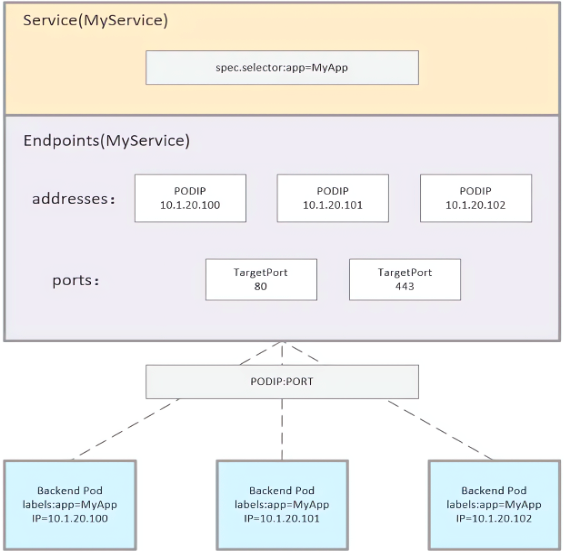 Service(MyService)
spec.selector:app=MyApp
Endpoints(MyService)
addresses：
PODIP
10.1.20.100
PODIP
10.1.20.101
PODIP
10.1.20.102
ports：
TargetPort
80
TargetPort
443
PODIP:PORT
Backend Pod
labels:app=MyApp
IP=10.1.20.100
Backend Pod
labels:app=MyApp
IP=10.1.20.101
Backend Pod
labels:app=MyApp
IP=10.1.20.102